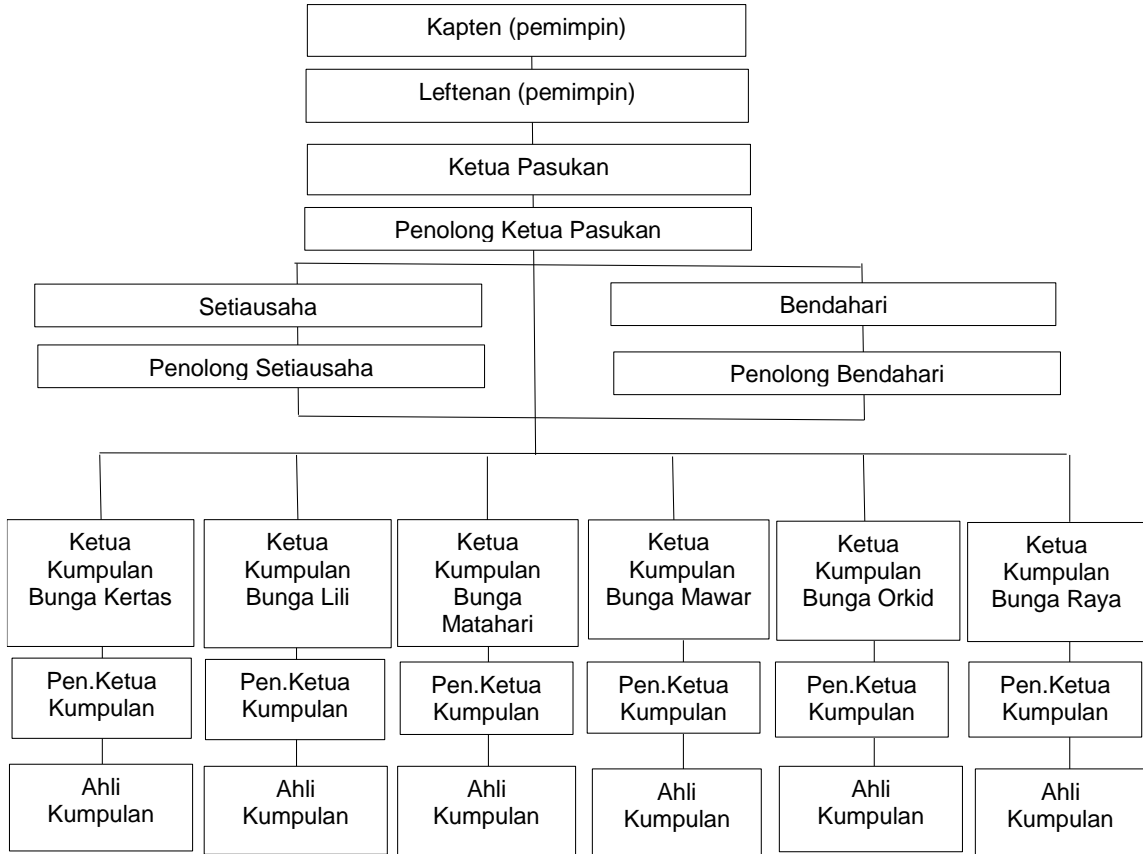 Kapten (pemimpin)
Leftenan (pemimpin)
Ketua Pasukan
Penolong Ketua Pasukan
Setiausaha
Bendahari
Penolong Setiausaha
Penolong Bendahari
Ketua
Kumpulan
Bunga Kertas
Ketua
Kumpulan
Bunga Lili
Ketua
Kumpulan
Bunga
Matahari
Ketua
Kumpulan
Bunga Mawar
Ketua
Kumpulan
Bunga Orkid
Ketua
Kumpulan
Bunga Raya
Pen.Ketua
Kumpulan
Pen.Ketua
Kumpulan
Pen.Ketua
Kumpulan
Pen.Ketua
Kumpulan
Pen.Ketua
Kumpulan
Pen.Ketua
Kumpulan
Ahli
Kumpulan
Ahli
Kumpulan
Ahli
Kumpulan
Ahli
Kumpulan
Ahli
Kumpulan
Ahli
Kumpulan